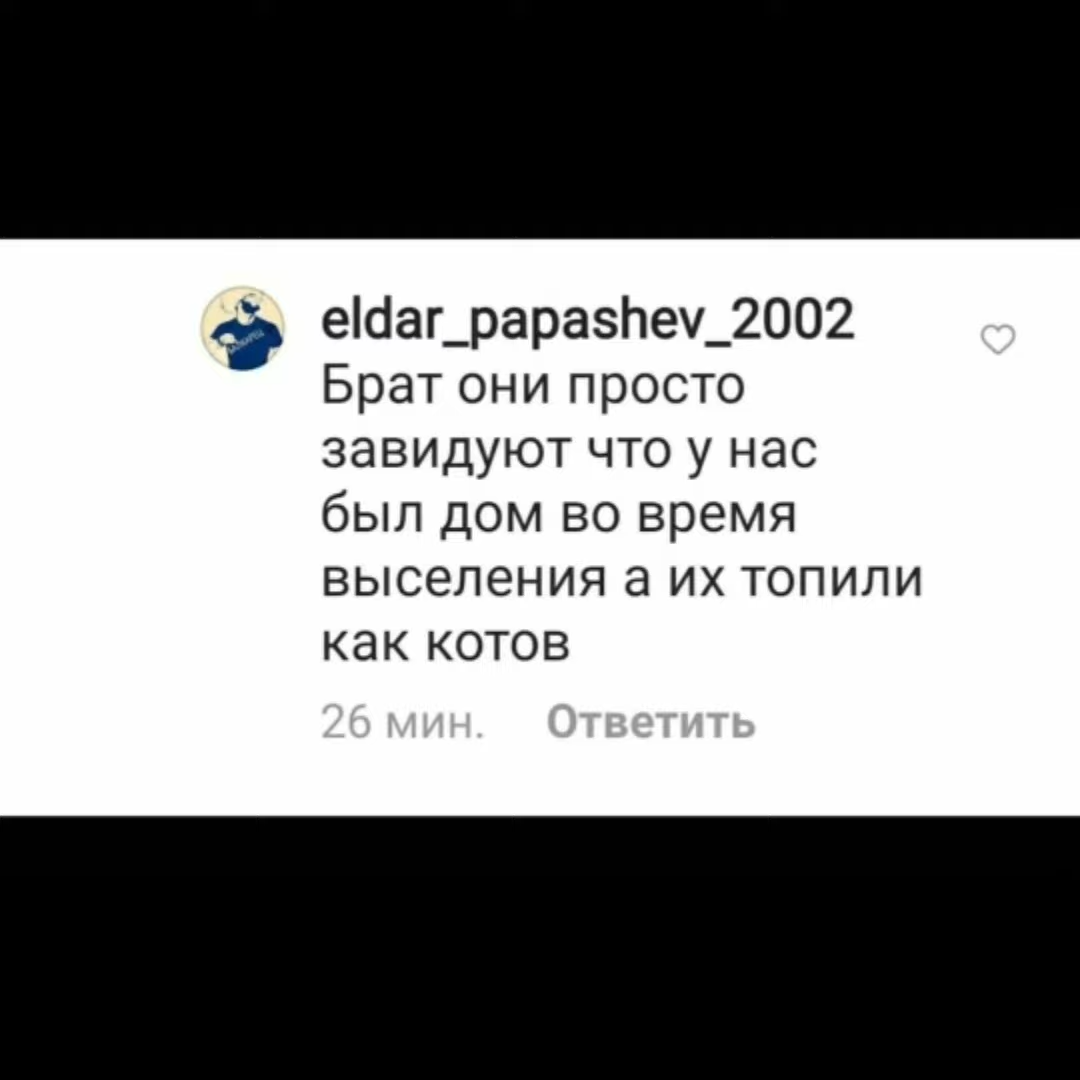 eldar_papashev_2002
Брат они просто
завидуют что у нас
был дом во время
выселения а их топили
как котов
26 мин. Ответить